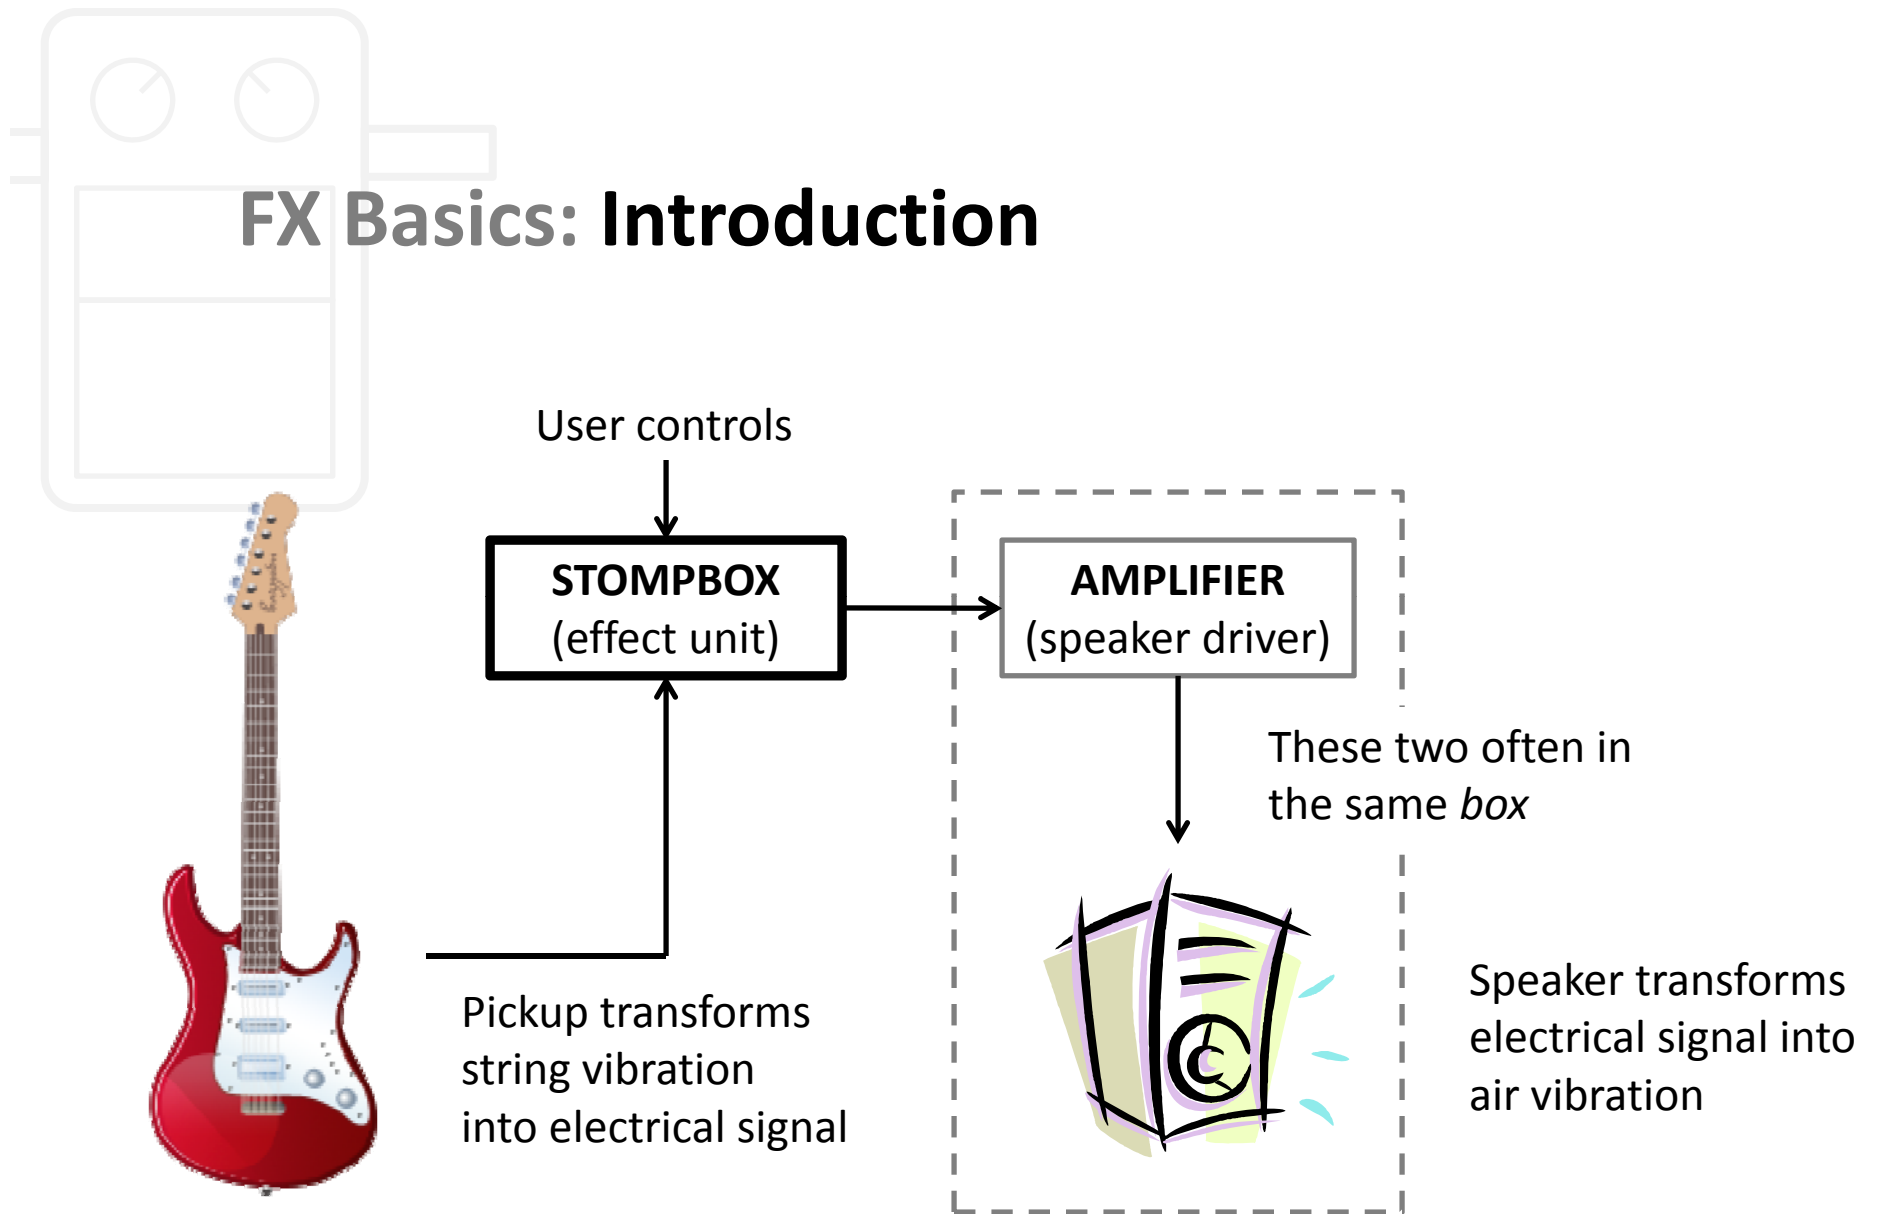 FX Basics: Introduction
User controls
STOMPBOX
(effect unit)
AMPLIFIER
(speaker driver)
These two often in
the same box
Pickup transforms
string vibration
into electrical signal
Speaker transforms
electrical signal into
air vibration